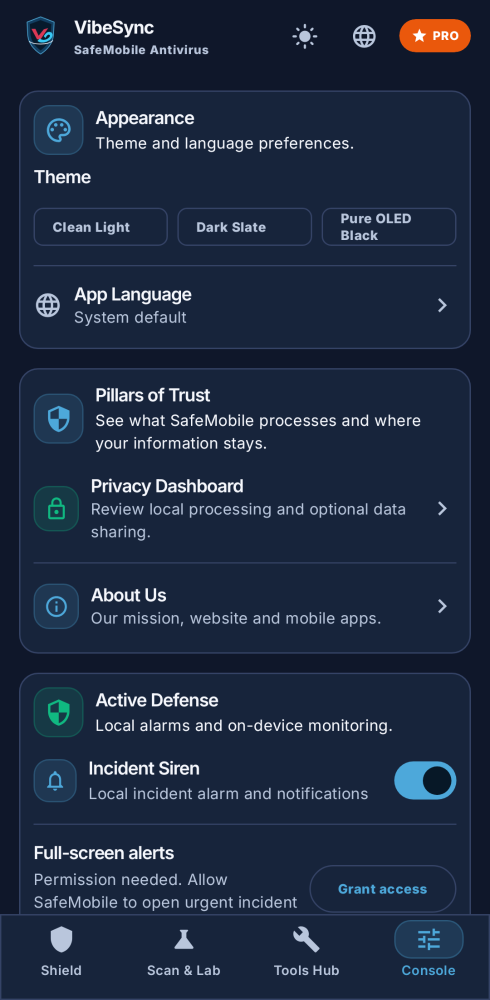 VibeSync
SafeMobile Antivirus
PRO
Appearance
Theme and language preferences.
Theme
Clean Light
Dark Slate
Pure OLED
Black
App Language
System default
Pillars of Trust
See what SafeMobile processes and where
your information stays.
Privacy Dashboard
Review local processing and optional data
sharing.
About Us
Our mission, website and mobile apps.
Active Defense
Local alarms and on-device monitoring.
Incident Siren
Local incident alarm and notifications
Full-screen alerts
Permission needed. Allow
SafeMobile to open urgent incident
Grant access
Shield
Scan & Lab
Tools Hub
Console